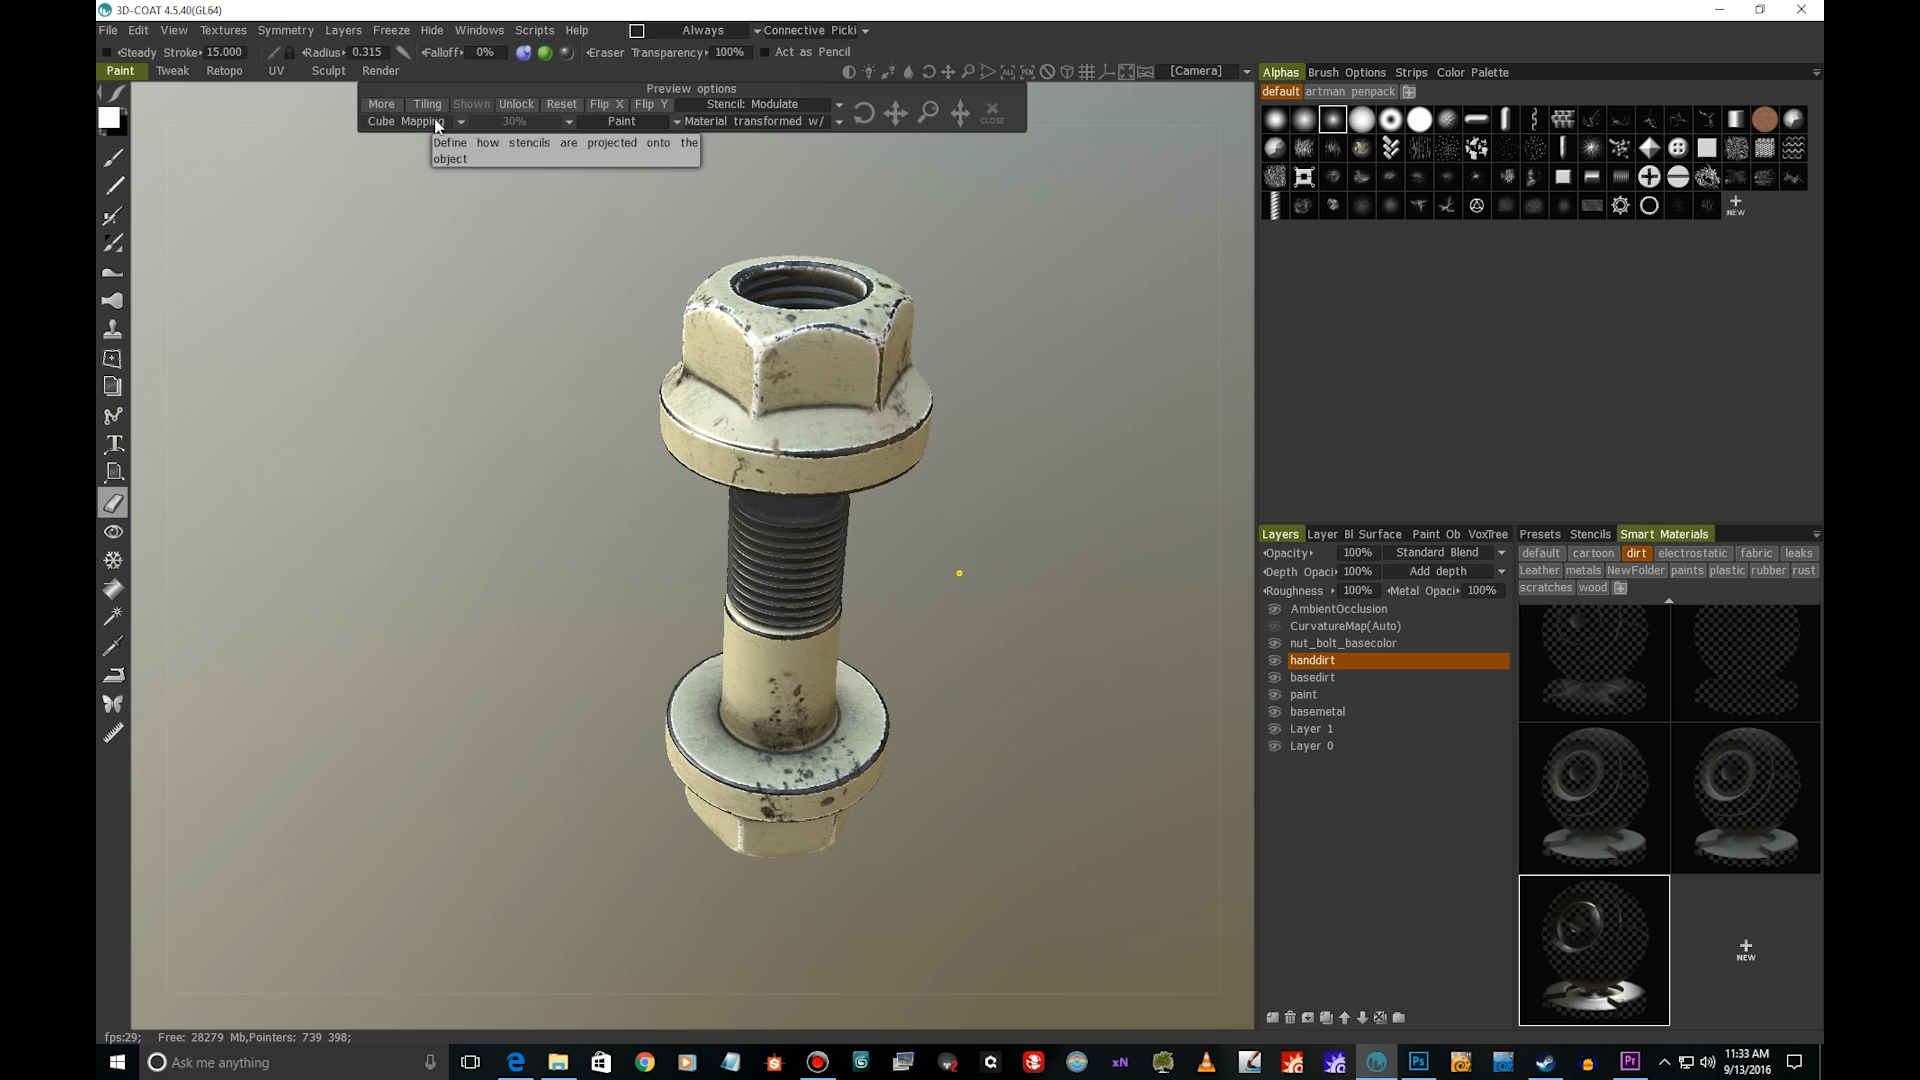 3D-COAT 4.5.40(GL64)
File Edit View Textures Symmetry Layers Freeze Hide Windows Scripts Help Always Connective Picki
Steady Stroke 15.000 Radius 0.315 Falloff 0% Eraser Transparency 100% Act as Pencil
Paint Tweak Retopo UV Sculpt Render [Camera]
Alphas Brush Options Strips Color Palette
default artman penpack
NEW
Preview options
More Tiling Shown Unlock Reset Flip X Flip Y Stencil: Modulate
Cube Mapping 30% Paint Material transformed w/ CLOSE
Define how stencils are projected onto the
object
Layers Layer Bl Surface Paint Ob VoxTree
Opacity 100% Standard Blend
Depth Opaci 100% Add depth
Roughness 100% Metal Opaci 100%
AmbientOcclusion
CurvatureMap(Auto)
nut_bolt_basecolor
handdirt
basedirt
paint
basemetal
Layer 1
Layer 0
Presets Stencils Smart Materials
default cartoon dirt electrostatic fabric leaks
Leather metals NewFolder paints plastic rubber rust
scratches wood
NEW
fps:29; Free: 28279 Mb,Pointers: 739 398;
Ask me anything
11:33 AM
9/13/2016